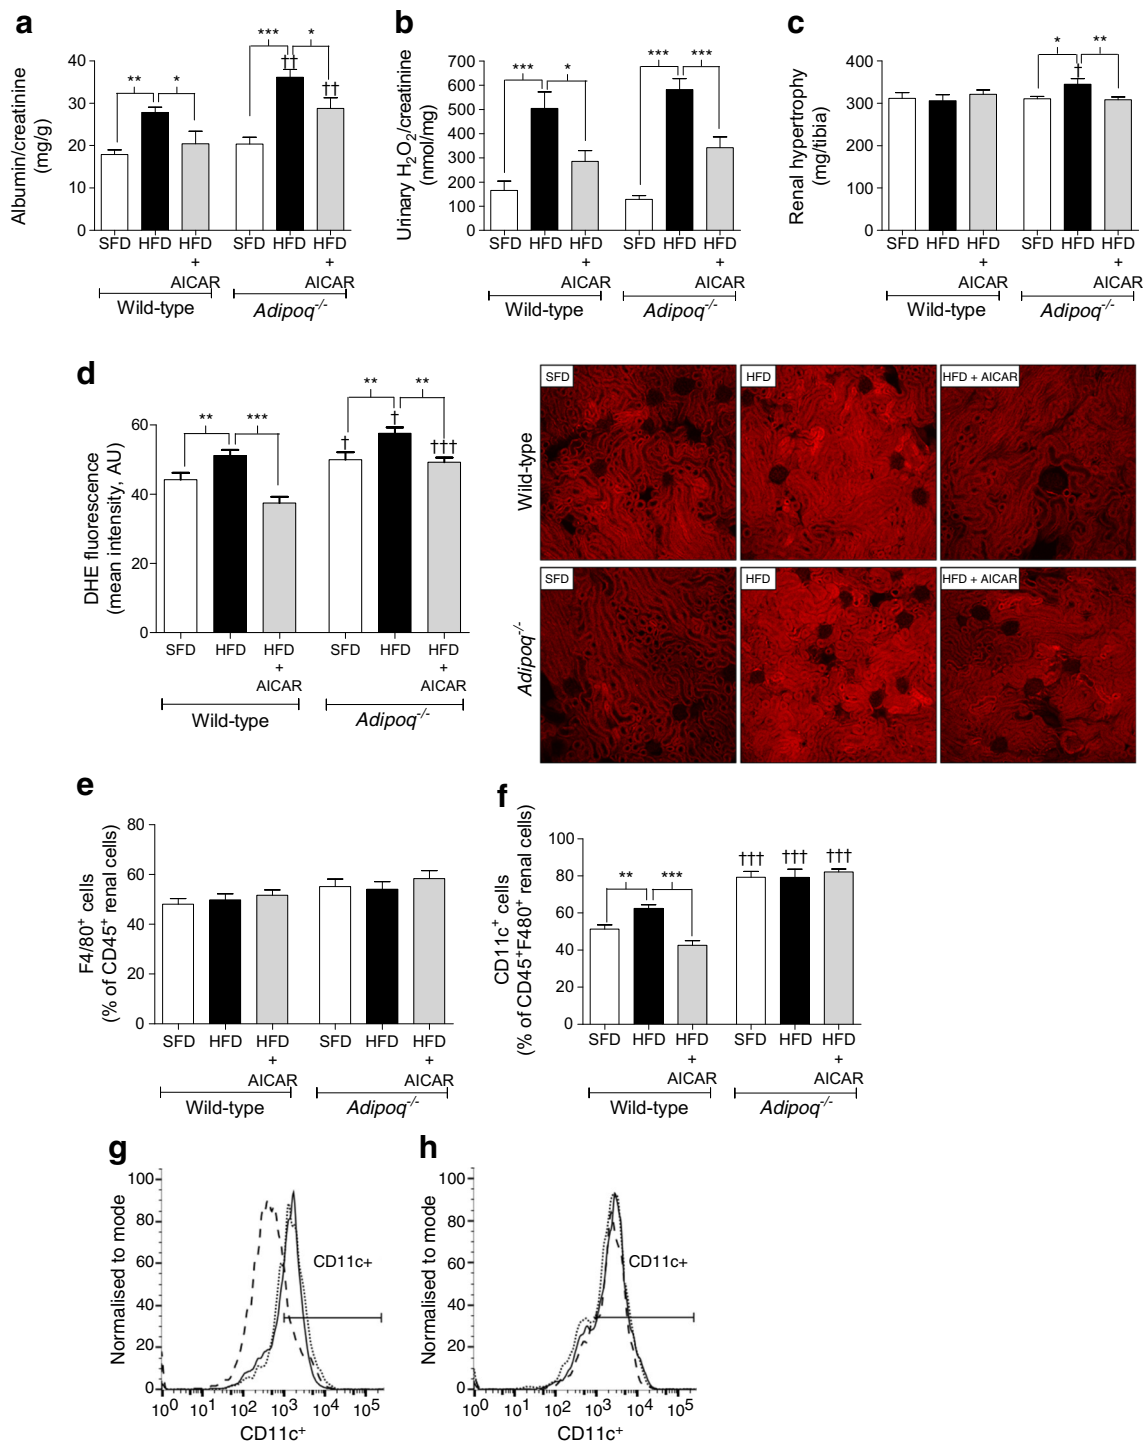 a
Albumin/creatinine
(mg/g)
40
30
20
10
0
** * *** * †† ††
SFD HFD HFD + AICAR SFD HFD HFD + AICAR
Wild-type Adipoq-/-
b
Urinary H2O2/creatinine
(nmol/mg)
700
600
500
400
300
200
100
0
*** * *** ***
SFD HFD HFD + AICAR SFD HFD HFD + AICAR
Wild-type Adipoq-/-
c
Renal hypertrophy
(mg/tibia)
400
300
200
100
0
* ** †
SFD HFD HFD + AICAR SFD HFD HFD + AICAR
Wild-type Adipoq-/-
d
DHE fluorescence
(mean intensity, AU)
60
40
20
0
** *** ** ** † † †††
SFD HFD HFD + AICAR SFD HFD HFD + AICAR
Wild-type Adipoq-/-
Wild-type
SFD HFD HFD + AICAR
Adipoq-/-
SFD HFD HFD + AICAR
e
F4/80+ cells
(% of CD45+ renal cells)
80
60
40
20
0
SFD HFD HFD + AICAR SFD HFD HFD + AICAR
Wild-type Adipoq-/-
f
CD11c+ cells
(% of CD45+F480+ renal cells)
100
80
60
40
20
0
** *** ††† ††† †††
SFD HFD HFD + AICAR SFD HFD HFD + AICAR
Wild-type Adipoq-/-
g
Normalised to mode
100
80
60
40
20
0
CD11c+
10^0 10^1 10^2 10^3 10^4 10^5
CD11c+
h
Normalised to mode
100
80
60
40
20
0
CD11c+
10^0 10^1 10^2 10^3 10^4 10^5
CD11c+